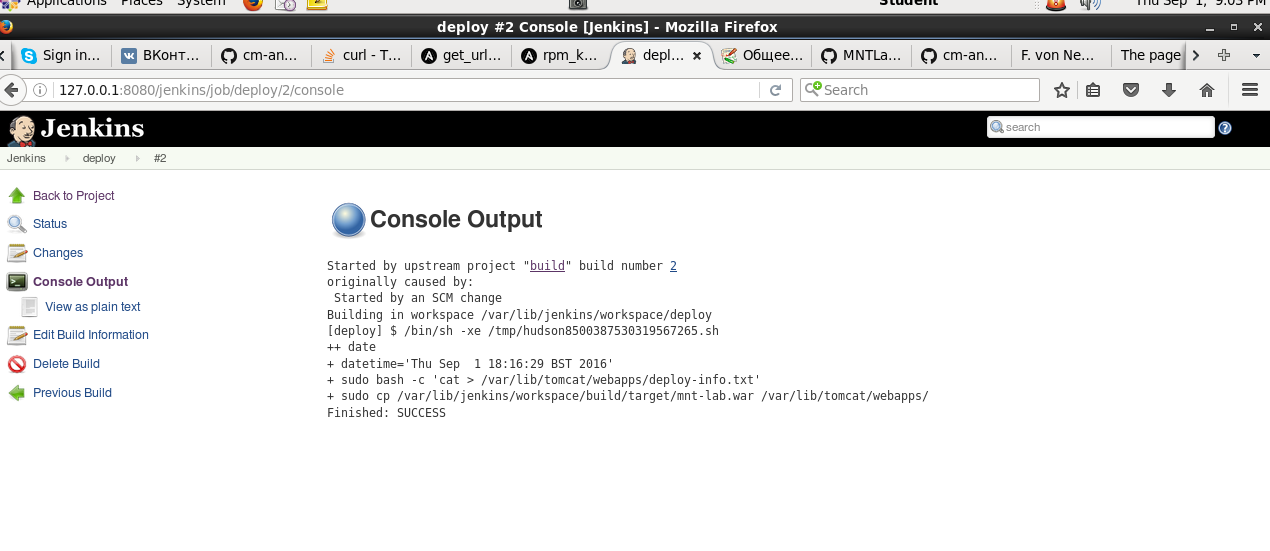 Applications Places System Student Thu Sep 1, 9:03 PM
deploy #2 Console [Jenkins] - Mozilla Firefox
Sign in... ВКонт... cm-an... curl - T... get_url... rpm_k... depl... Общее... MNTLa... cm-an... F. von Ne... The page
127.0.0.1:8080/jenkins/job/deploy/2/console Search
Jenkins search
Jenkins deploy #2
Back to Project
Status
Changes
Console Output
View as plain text
Edit Build Information
Delete Build
Previous Build
Console Output
Started by upstream project "build" build number 2
originally caused by:
Started by an SCM change
Building in workspace /var/lib/jenkins/workspace/deploy
[deploy] $ /bin/sh -xe /tmp/hudson8500387530319567265.sh
++ date
+ datetime='Thu Sep  1 18:16:29 BST 2016'
+ sudo bash -c 'cat > /var/lib/tomcat/webapps/deploy-info.txt'
+ sudo cp /var/lib/jenkins/workspace/build/target/mnt-lab.war /var/lib/tomcat/webapps/
Finished: SUCCESS